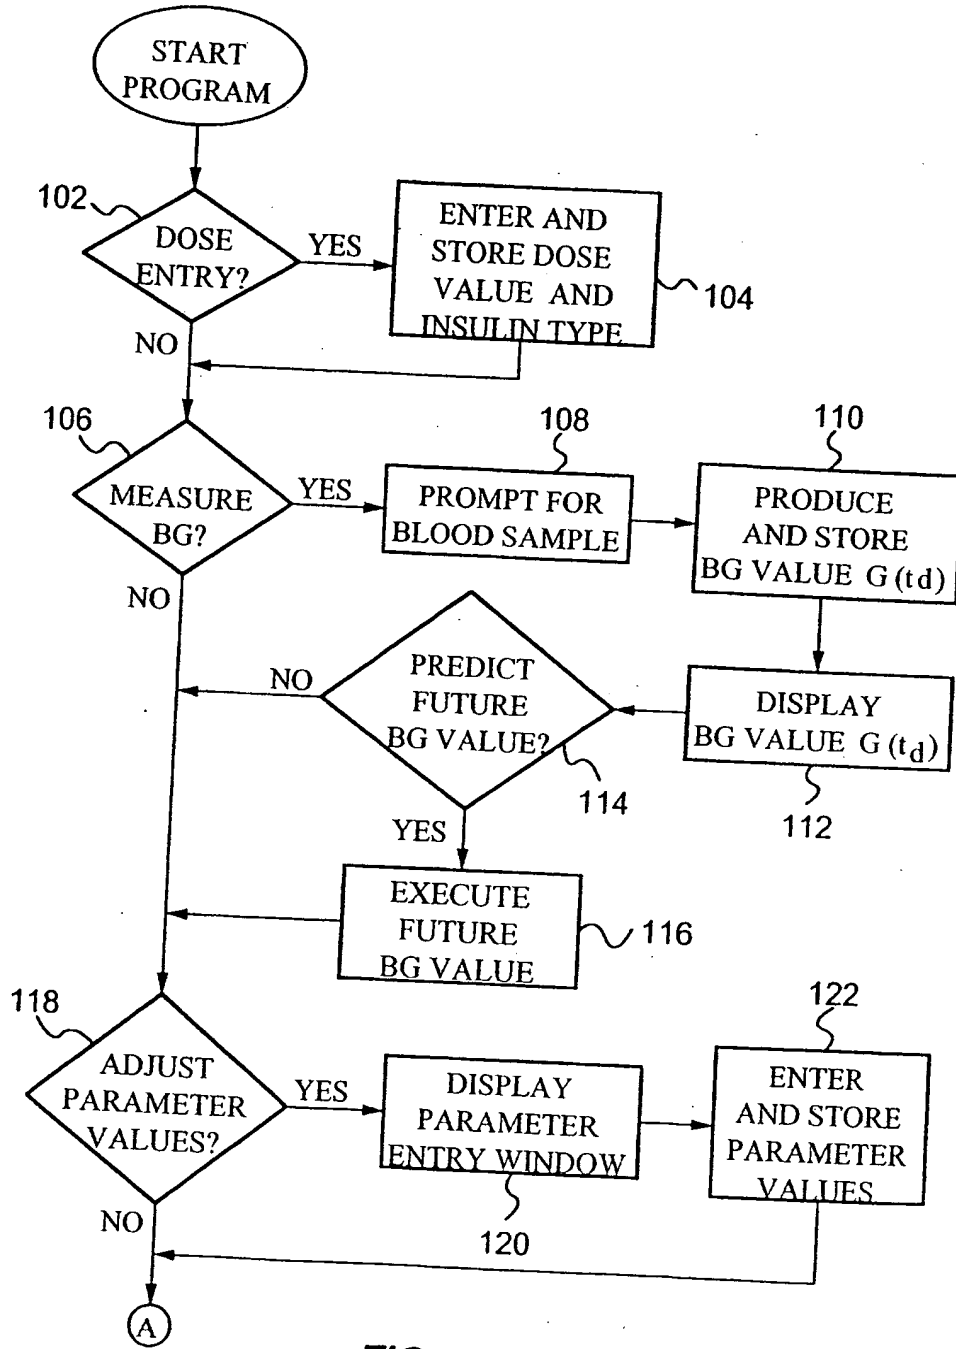 START
PROGRAM
102
DOSE
ENTRY?
YES
ENTER AND
STORE DOSE
VALUE AND
INSULIN TYPE
104
NO
106
MEASURE
BG?
YES
108
PROMPT FOR
BLOOD SAMPLE
110
PRODUCE
AND STORE
BG VALUE G(td)
NO
PREDICT
FUTURE
BG VALUE?
NO
114
DISPLAY
BG VALUE G(td)
112
YES
EXECUTE
FUTURE
BG VALUE
116
118
ADJUST
PARAMETER
VALUES?
YES
DISPLAY
PARAMETER
ENTRY WINDOW
120
122
ENTER
AND STORE
PARAMETER
VALUES
NO
A